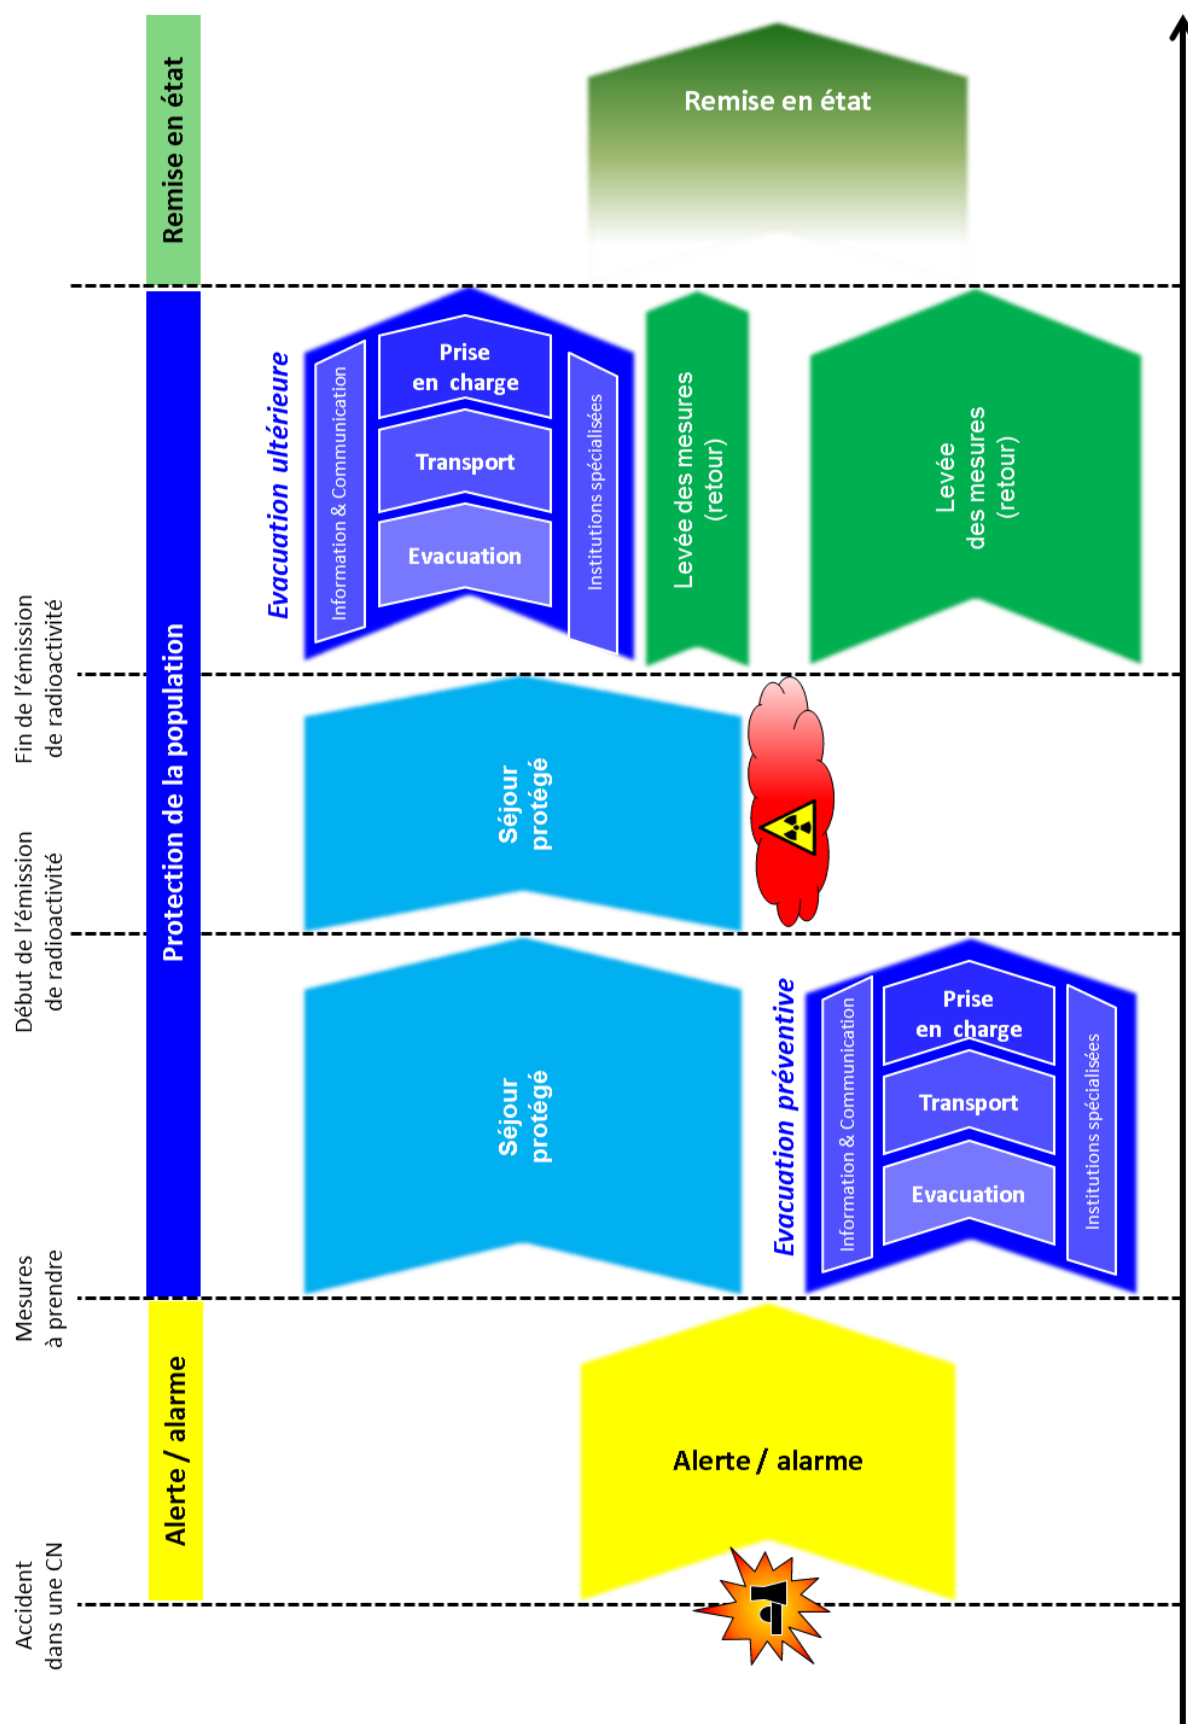 Remise en état
Remise en état
Evacuation ultérieure
Information & Communication
Prise
en charge
Transport
Evacuation
Institutions spécialisées
Levée des mesures
(retour)
Levée
des mesures
(retour)
Fin de l'émission
de radioactivité
Protection de la population
Séjour
protégé
Début de l'émission
de radioactivité
Séjour
protégé
Evacuation préventive
Information & Communication
Prise
en charge
Transport
Evacuation
Institutions spécialisées
Mesures
à prendre
Alerte / alarme
Alerte / alarme
Accident
dans une CN